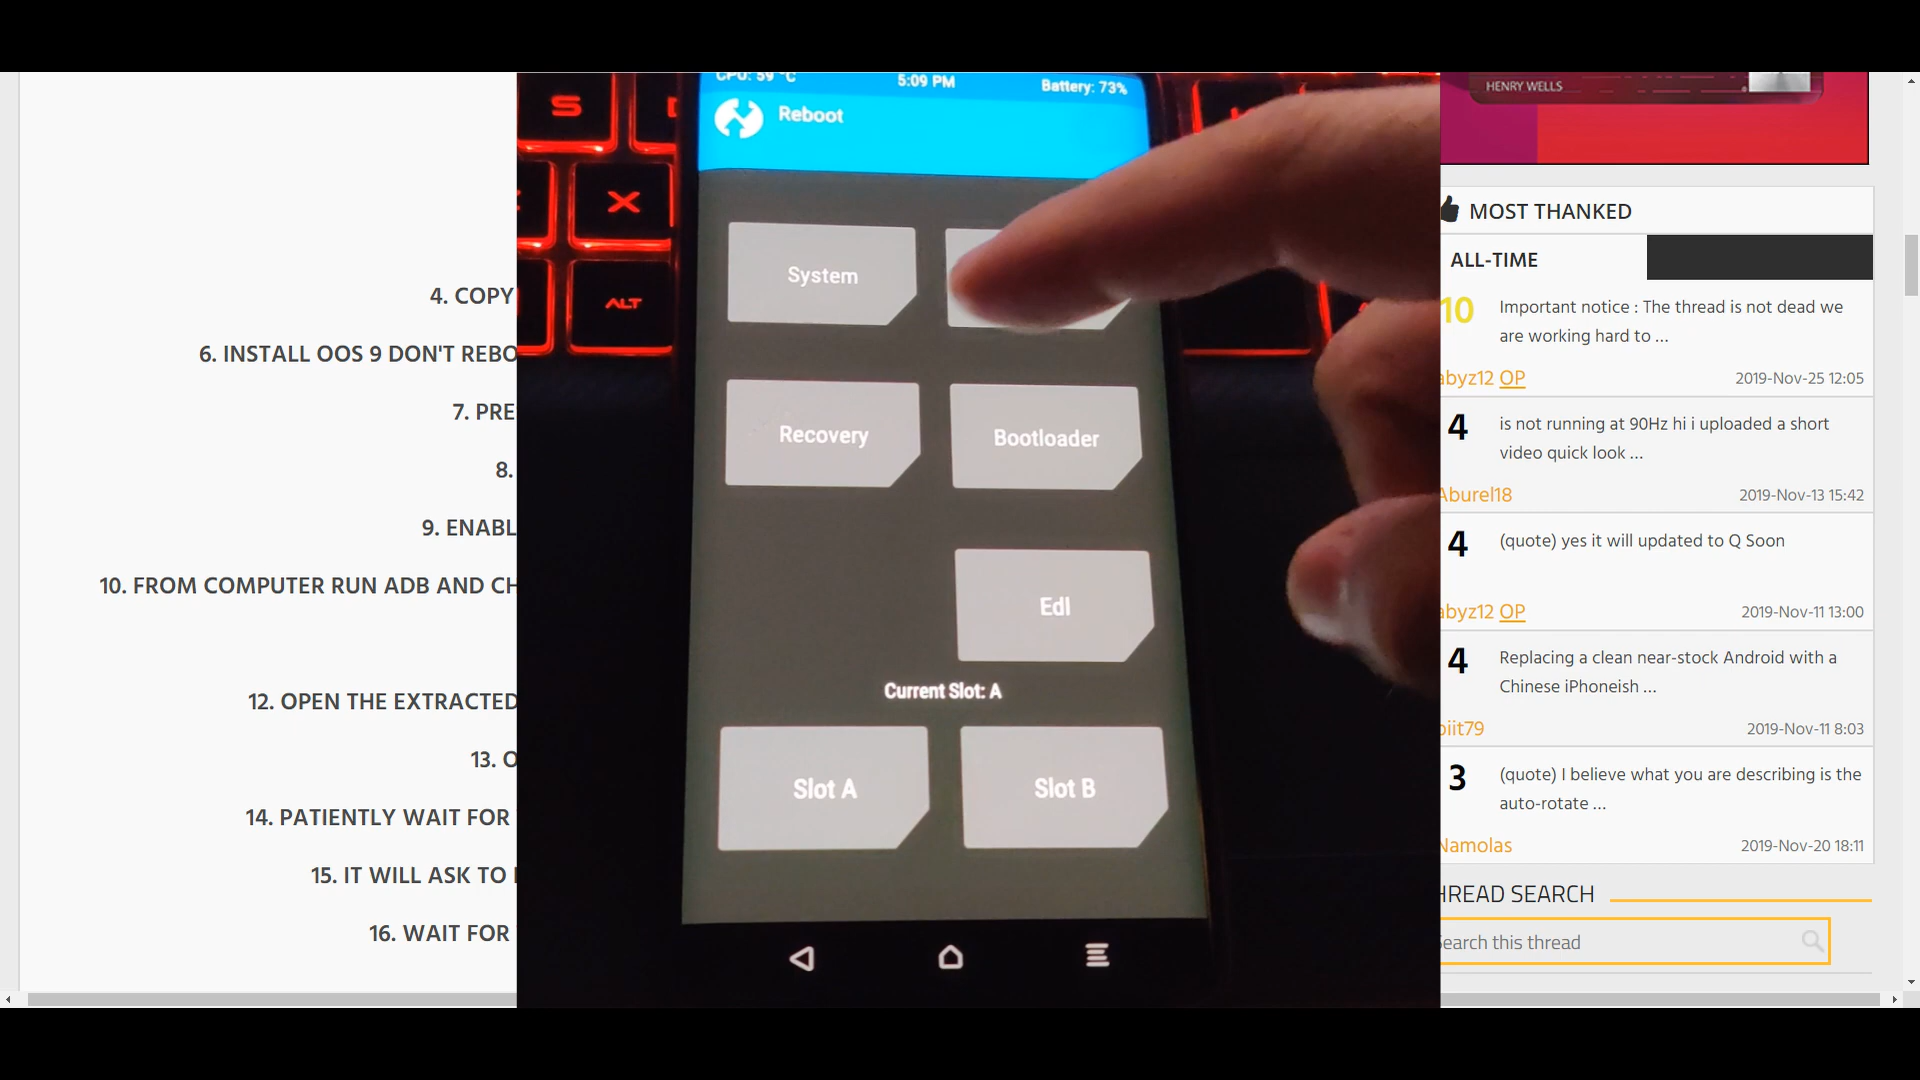 4. COPY
6. INSTALL OOS 9 DON'T REBO
7. PRE
8.
9. ENABL
10. FROM COMPUTER RUN ADB AND CH
12. OPEN THE EXTRACTED
13. O
14. PATIENTLY WAIT FOR
15. IT WILL ASK TO
16. WAIT FOR
S
X
ALT
CPU: 59 °C
5:09 PM
Battery: 73%
Reboot
System
Recovery
Bootloader
Edl
Current Slot: A
Slot A
Slot B
HENRY WELLS
MOST THANKED
ALL-TIME
10
Important notice : The thread is not dead we
are working hard to ...
abyz12 OP
2019-Nov-25 12:05
4
is not running at 90Hz hi i uploaded a short
video quick look ...
Aburel18
2019-Nov-13 15:42
4
(quote) yes it will updated to Q Soon
abyz12 OP
2019-Nov-11 13:00
4
Replacing a clean near-stock Android with a
Chinese iPhoneish ...
biit79
2019-Nov-11 8:03
3
(quote) I believe what you are describing is the
auto-rotate ...
Namolas
2019-Nov-20 18:11
HREAD SEARCH
Search this thread